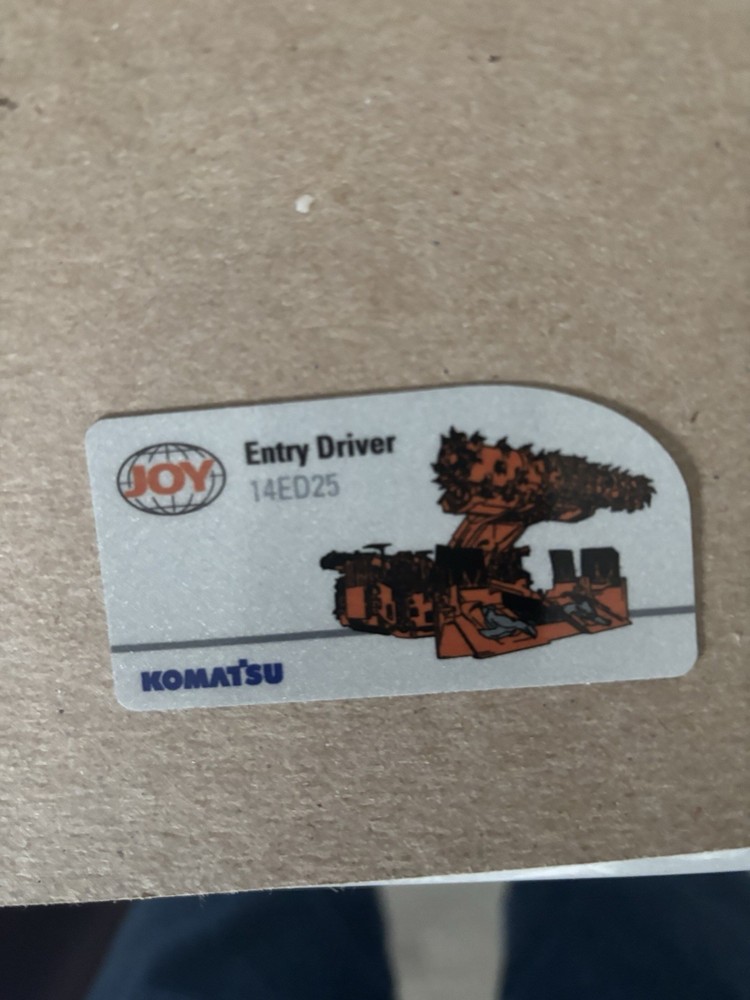 JOY
Entry Driver
14ED25
KOMATSU